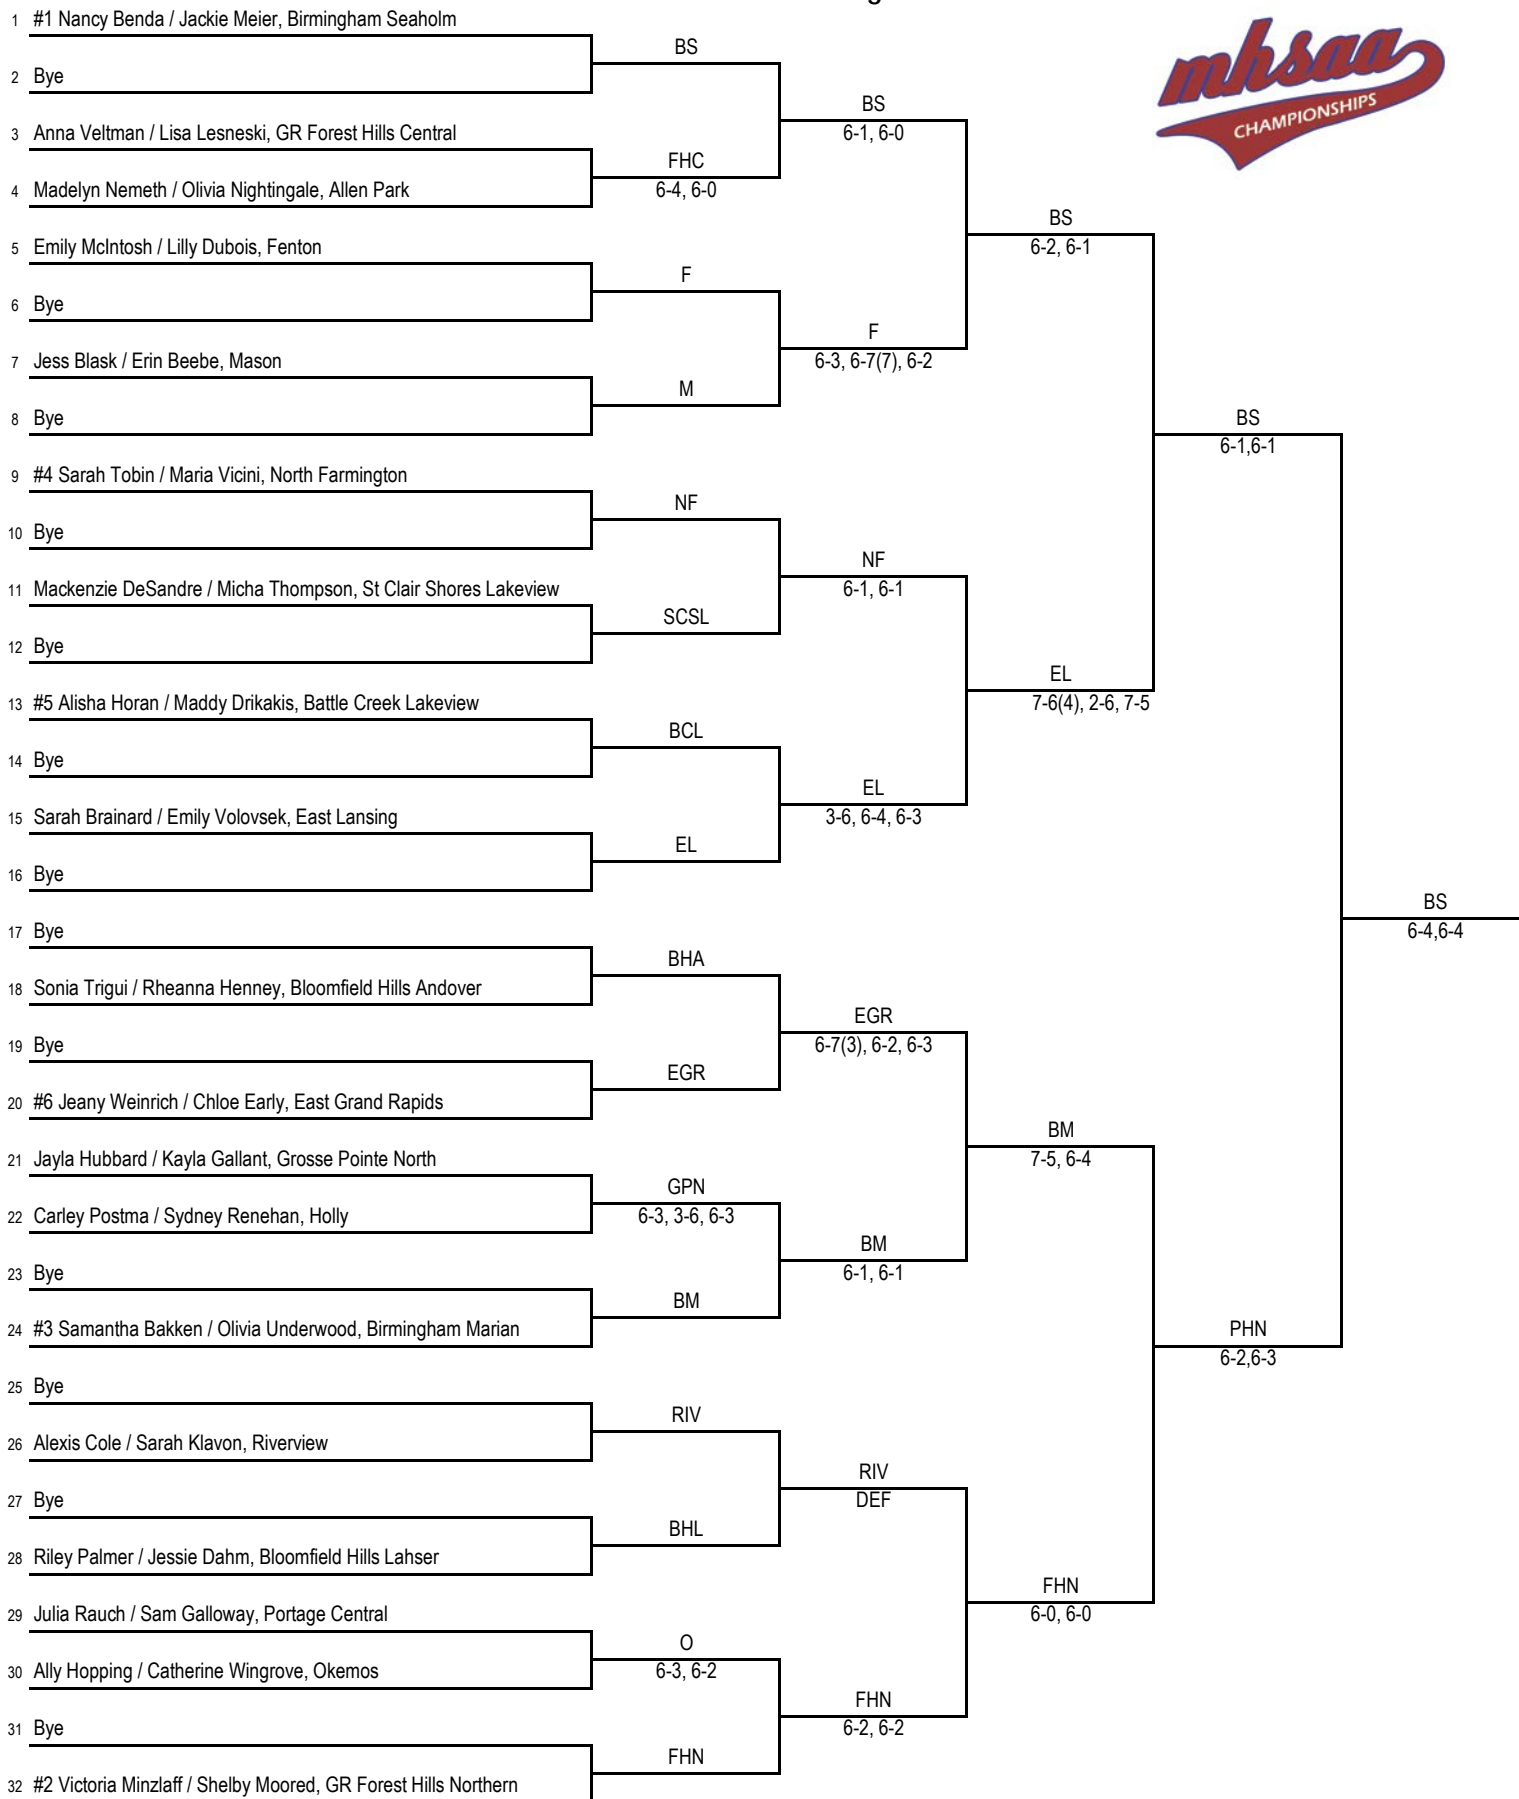 1 #1 Nancy Benda / Jackie Meier, Birmingham Seaholm
BS
2 Bye
BS
6-1, 6-0
3 Anna Veltman / Lisa Lesneski, GR Forest Hills Central
FHC
6-4, 6-0
4 Madelyn Nemeth / Olivia Nightingale, Allen Park
BS
6-2, 6-1
5 Emily McIntosh / Lilly Dubois, Fenton
F
6 Bye
F
6-3, 6-7(7), 6-2
7 Jess Blask / Erin Beebe, Mason
M
8 Bye
BS
6-1,6-1
9 #4 Sarah Tobin / Maria Vicini, North Farmington
NF
10 Bye
NF
6-1, 6-1
11 Mackenzie DeSandre / Micha Thompson, St Clair Shores Lakeview
SCSL
12 Bye
EL
7-6(4), 2-6, 7-5
13 #5 Alisha Horan / Maddy Drikakis, Battle Creek Lakeview
BCL
14 Bye
EL
3-6, 6-4, 6-3
15 Sarah Brainard / Emily Volovsek, East Lansing
EL
16 Bye
BS
6-4,6-4
17 Bye
BHA
18 Sonia Trigui / Rheanna Henney, Bloomfield Hills Andover
EGR
6-7(3), 6-2, 6-3
19 Bye
EGR
20 #6 Jeany Weinrich / Chloe Early, East Grand Rapids
BM
7-5, 6-4
21 Jayla Hubbard / Kayla Gallant, Grosse Pointe North
GPN
6-3, 3-6, 6-3
22 Carley Postma / Sydney Renehan, Holly
BM
6-1, 6-1
23 Bye
BM
24 #3 Samantha Bakken / Olivia Underwood, Birmingham Marian
PHN
6-2,6-3
25 Bye
RIV
26 Alexis Cole / Sarah Klavon, Riverview
RIV
DEF
27 Bye
BHL
28 Riley Palmer / Jessie Dahm, Bloomfield Hills Lahser
FHN
6-0, 6-0
29 Julia Rauch / Sam Galloway, Portage Central
O
6-3, 6-2
30 Ally Hopping / Catherine Wingrove, Okemos
FHN
6-2, 6-2
31 Bye
FHN
32 #2 Victoria Minzlaff / Shelby Moored, GR Forest Hills Northern
mhsaa
CHAMPIONSHIPS